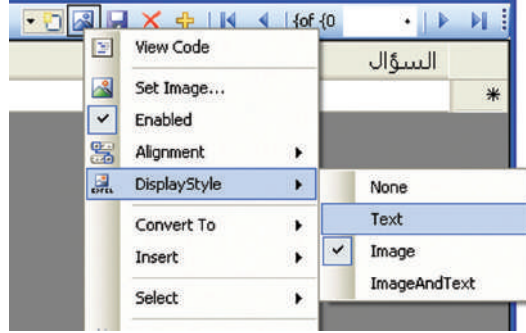 {of {0
السؤال
View Code
Set Image...
Enabled
Alignment
DisplayStyle
Convert To
Insert
Select
None
Text
Image
ImageAndText